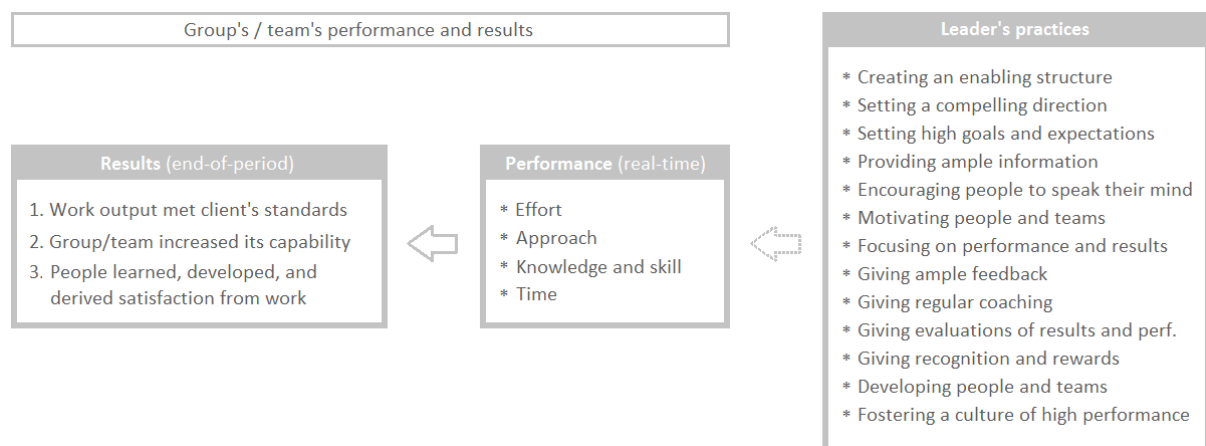 Group's / team's performance and results
Results (end-of-period)
1. Work output met client's standards
2. Group/team increased its capability
3. People learned, developed, and
derived satisfaction from work
Performance (real-time)
* Effort
* Approach
* Knowledge and skill
* Time
Leader's practices
* Creating an enabling structure
* Setting a compelling direction
* Setting high goals and expectations
* Providing ample information
* Encouraging people to speak their mind
* Motivating people and teams
* Focusing on performance and results
* Giving ample feedback
* Giving regular coaching
* Giving evaluations of results and perf.
* Giving recognition and rewards
* Developing people and teams
* Fostering a culture of high performance